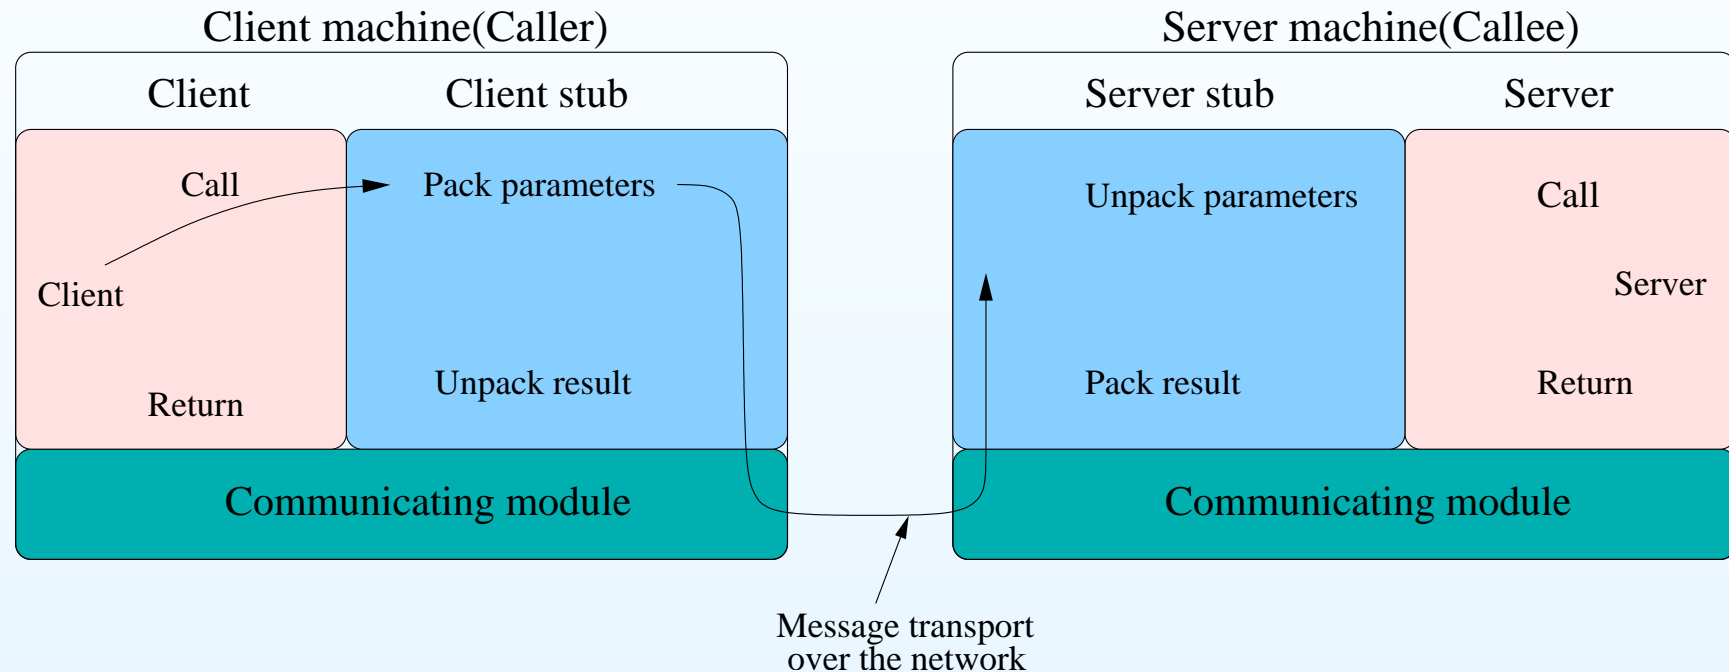 Client machine(Caller)
Client
Client stub
Call
Pack parameters
Client
Unpack result
Return
Communicating module
Server machine(Callee)
Server stub
Server
Unpack parameters
Call
Server
Pack result
Return
Communicating module
Message transport
over the network